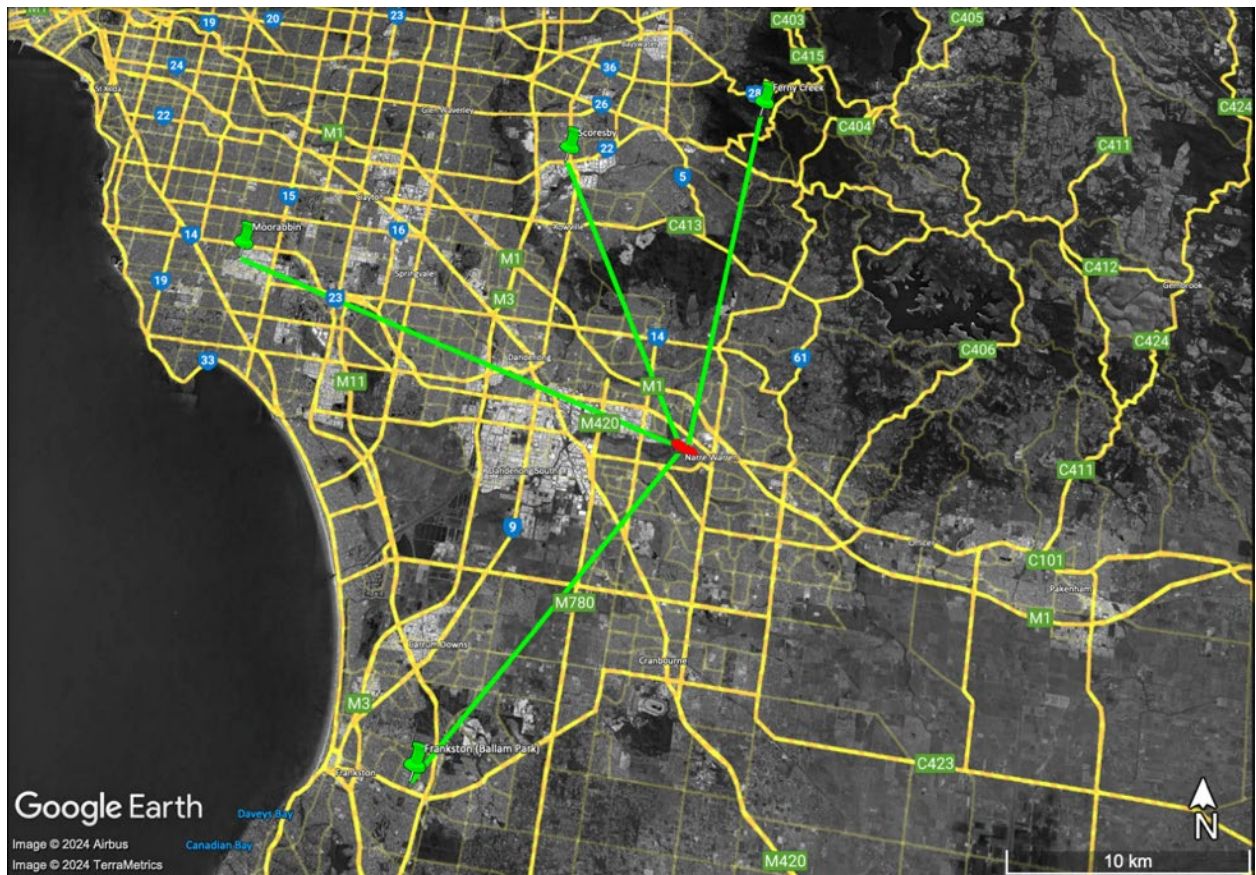 M1
19
20
23
C403
C405
Bayswater
C415
24
36
St Kilda
28
Ferny Creek
Glen Waverley
26
22
C424
C404
M1
Scoresby
22
C411
5
15
Clayton
Moorabbin
14
16
Rowville
C413
Springvale
M1
C412
19
23
M3
Gembrook
14
C424
33
Dandenong
61
C406
M11
M1
M420
Narre Warren
Dandenong South
C411
9
Officer
C101
Pakenham
M780
M1
Carrum Downs
Cranbourne
M3
Frankston (Ballam Park)
Frankston
C423
Google Earth
Daveys Bay
N
Image © 2024 Airbus
Canadian Bay
M420
10 km
Image © 2024 TerraMetrics